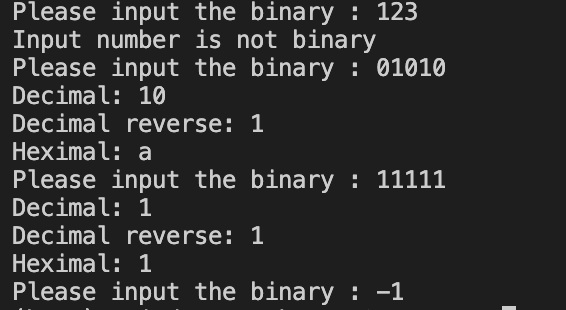 Please input the binary : 123
Input number is not binary
Please input the binary : 01010
Decimal: 10
Decimal reverse: 1
Heximal: a
Please input the binary : 11111
Decimal: 1
Decimal reverse: 1
Heximal: 1
Please input the binary : -1